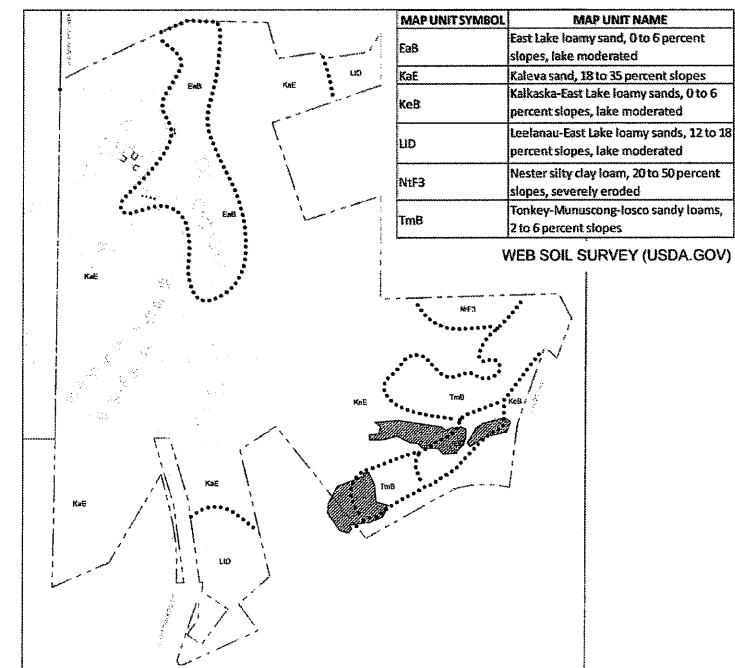 MAP UNIT SYMBOL MAP UNIT NAME
EaB East Lake loamy sand, 0 to 6 percent
slopes, lake moderated
KaE Kaleva sand, 18 to 35 percent slopes
KeB Kalkaska-East Lake loamy sands, 0 to 6
percent slopes, lake moderated
LlD Leelanau-East Lake loamy sands, 12 to 18
percent slopes, lake moderated
NtF3 Nester silty clay loam, 20 to 50 percent
slopes, severely eroded
TmB Tonkey-Munuscong-Iosco sandy loams,
2 to 6 percent slopes
WEB SOIL SURVEY (USDA.GOV)
EaB
KaE
LlD
EaB
KaE
NtF3
KaE
TmB
KeB
KaE
KaE
TmB
LlD